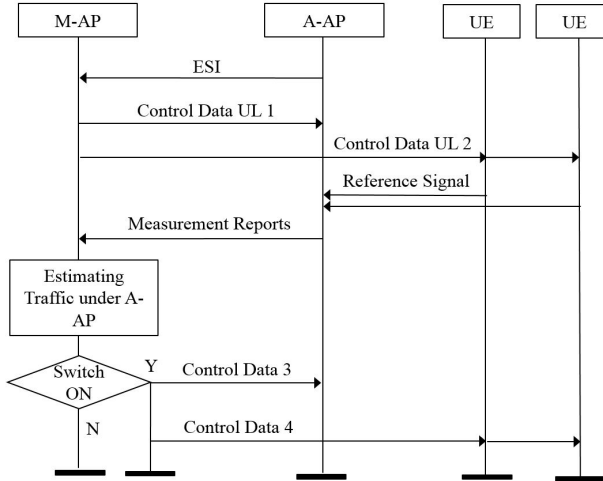 M-AP
A-AP
UE
UE
ESI
Control Data UL 1
Control Data UL 2
Reference Signal
Measurement Reports
Estimating
Traffic under A-
AP
Switch
ON
Y
Control Data 3
N
Control Data 4